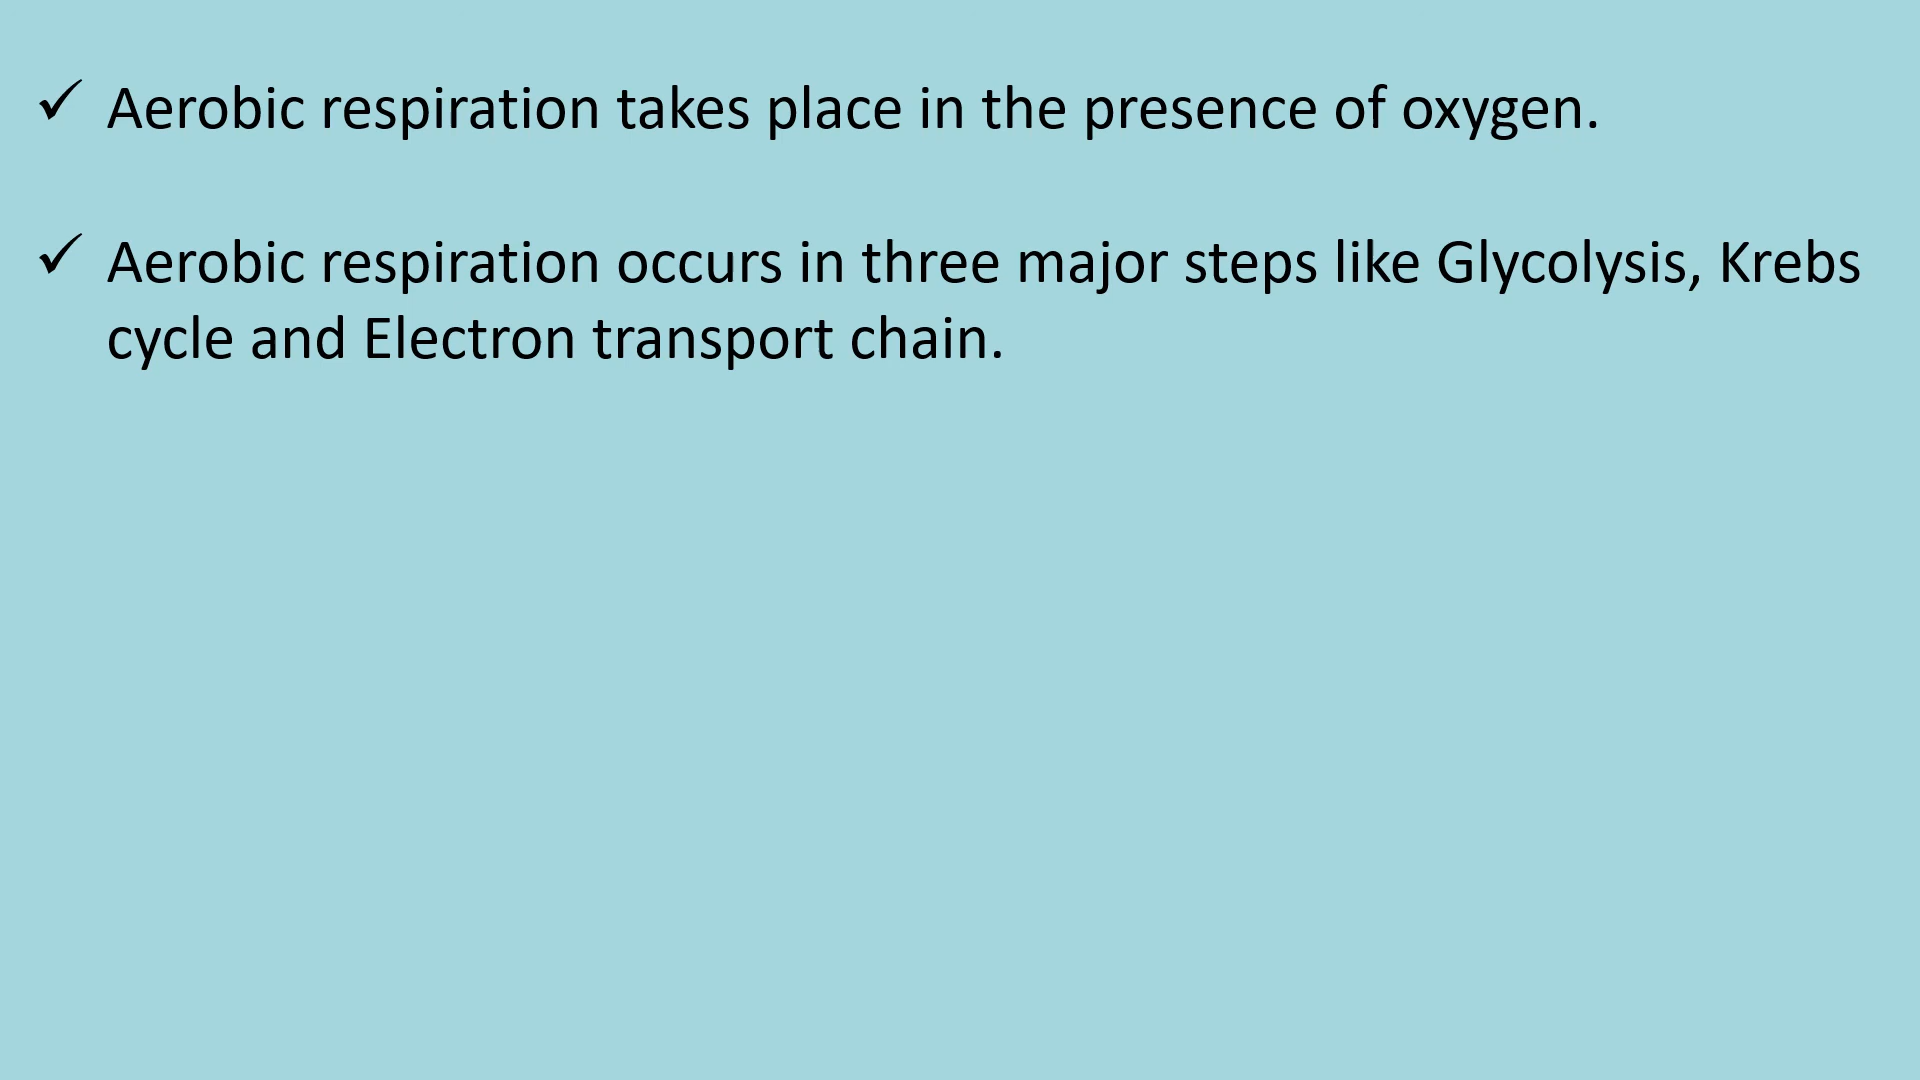 ✓ Aerobic respiration takes place in the presence of oxygen.
✓ Aerobic respiration occurs in three major steps like Glycolysis, Krebs
cycle and Electron transport chain.